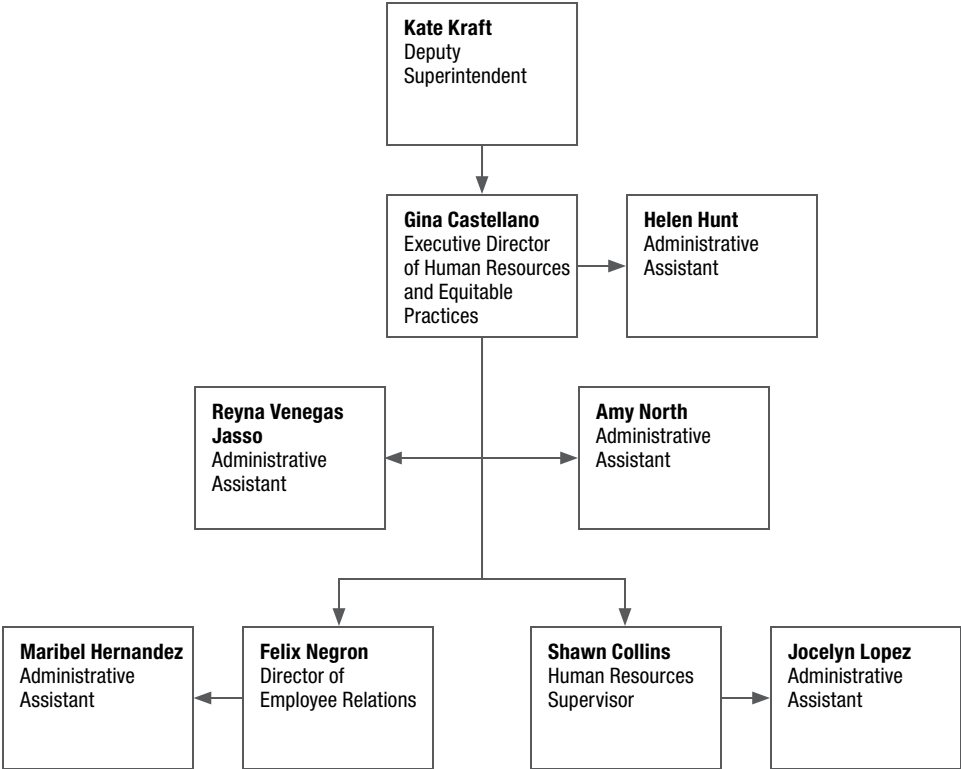 Kate Kraft
Deputy
Superintendent
Gina Castellano
Executive Director
of Human Resources
and Equitable
Practices
Helen Hunt
Administrative
Assistant
Reyna Venegas
Jasso
Administrative
Assistant
Amy North
Administrative
Assistant
Maribel Hernandez
Administrative
Assistant
Felix Negron
Director of
Employee Relations
Shawn Collins
Human Resources
Supervisor
Jocelyn Lopez
Administrative
Assistant